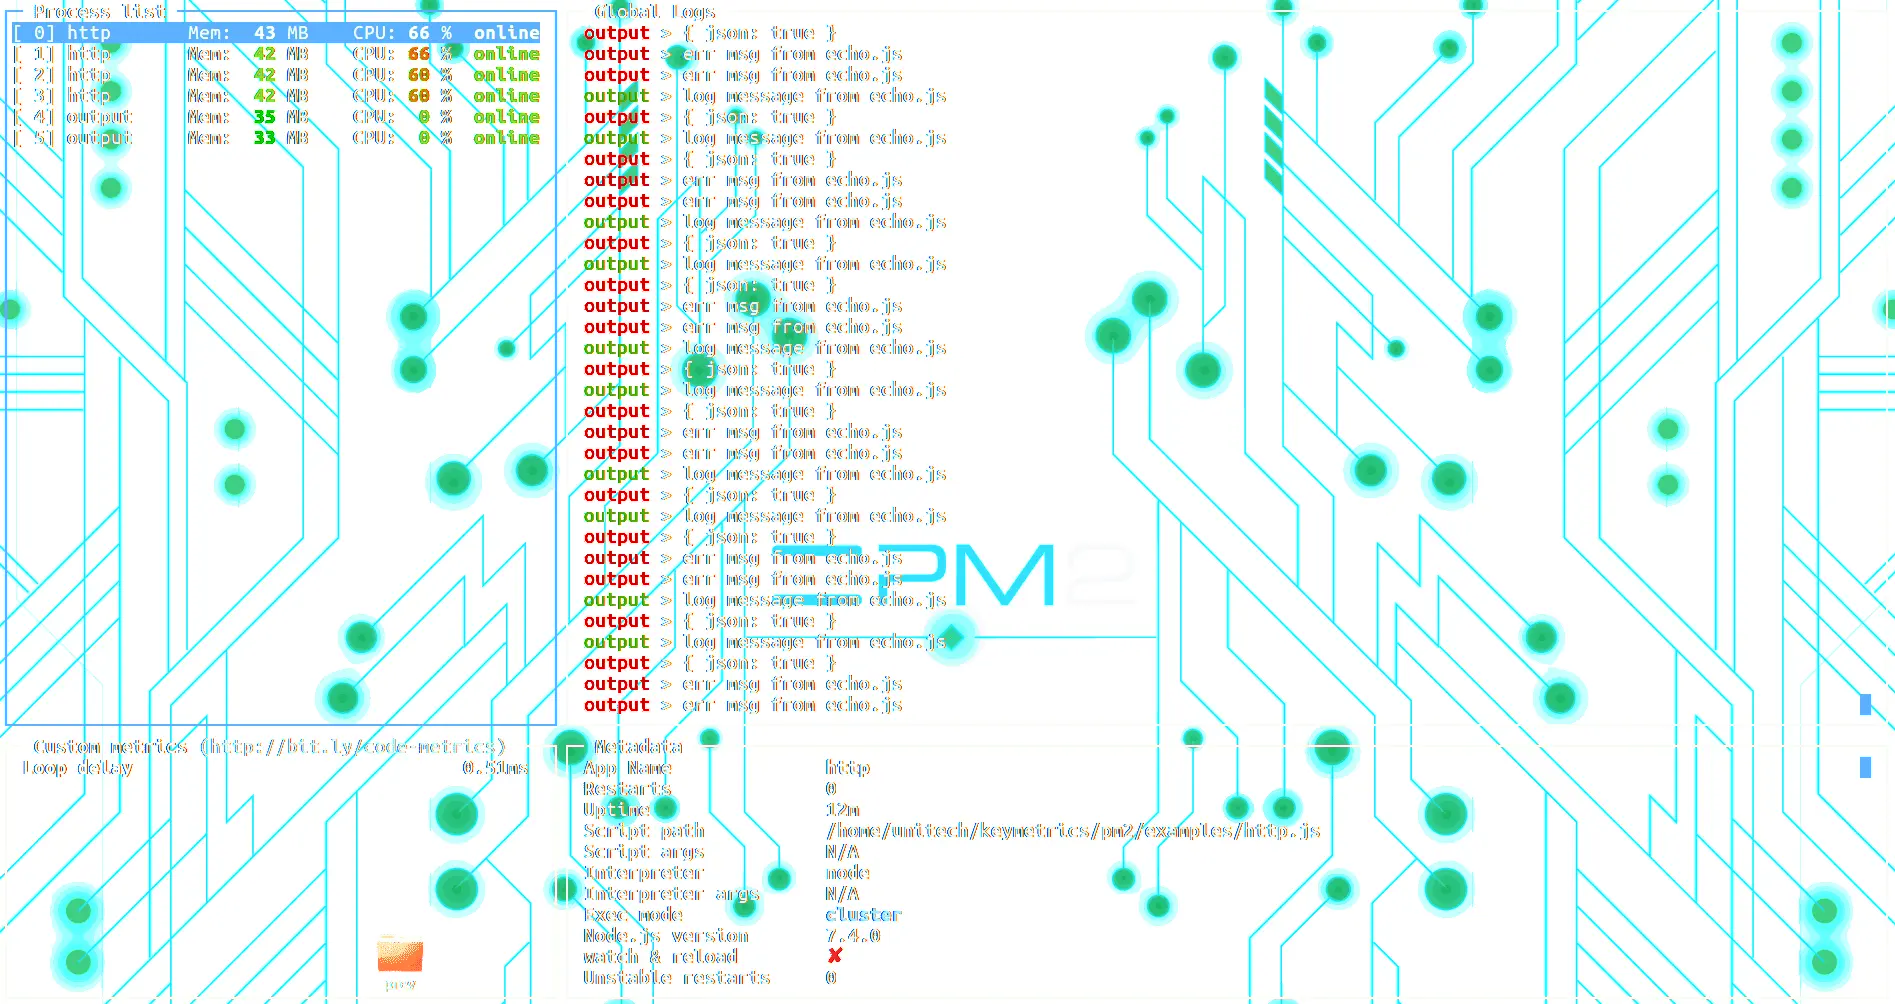 Process list
[ 0] http Mem: 43 MB CPU: 66 % online
[ 1] http Mem: 42 MB CPU: 66 % online
[ 2] http Mem: 42 MB CPU: 60 % online
[ 3] http Mem: 42 MB CPU: 60 % online
[ 4] output Mem: 35 MB CPU: 0 % online
[ 5] output Mem: 33 MB CPU: 0 % online
Global Logs
output > { json: true }
output > err msg from echo.js
output > err msg from echo.js
output > log message from echo.js
output > { json: true }
output > log message from echo.js
output > { json: true }
output > err msg from echo.js
output > err msg from echo.js
output > log message from echo.js
output > { json: true }
output > log message from echo.js
output > { json: true }
output > err msg from echo.js
output > err msg from echo.js
output > log message from echo.js
output > { json: true }
output > log message from echo.js
output > { json: true }
output > err msg from echo.js
output > err msg from echo.js
output > log message from echo.js
output > { json: true }
output > log message from echo.js
output > { json: true }
output > err msg from echo.js
output > err msg from echo.js
output > log message from echo.js
output > { json: true }
output > log message from echo.js
output > { json: true }
output > err msg from echo.js
output > err msg from echo.js
PM2
Custom metrics (http://bit.ly/code-metrics)
Loop delay 0.51ms
Metadata
App Name http
Restarts 0
Uptime 12m
Script path /home/unitech/keymetrics/pm2/examples/http.js
Script args N/A
Interpreter node
Interpreter args N/A
Exec mode cluster
Node.js version 7.4.0
watch & reload ✘
Unstable restarts 0